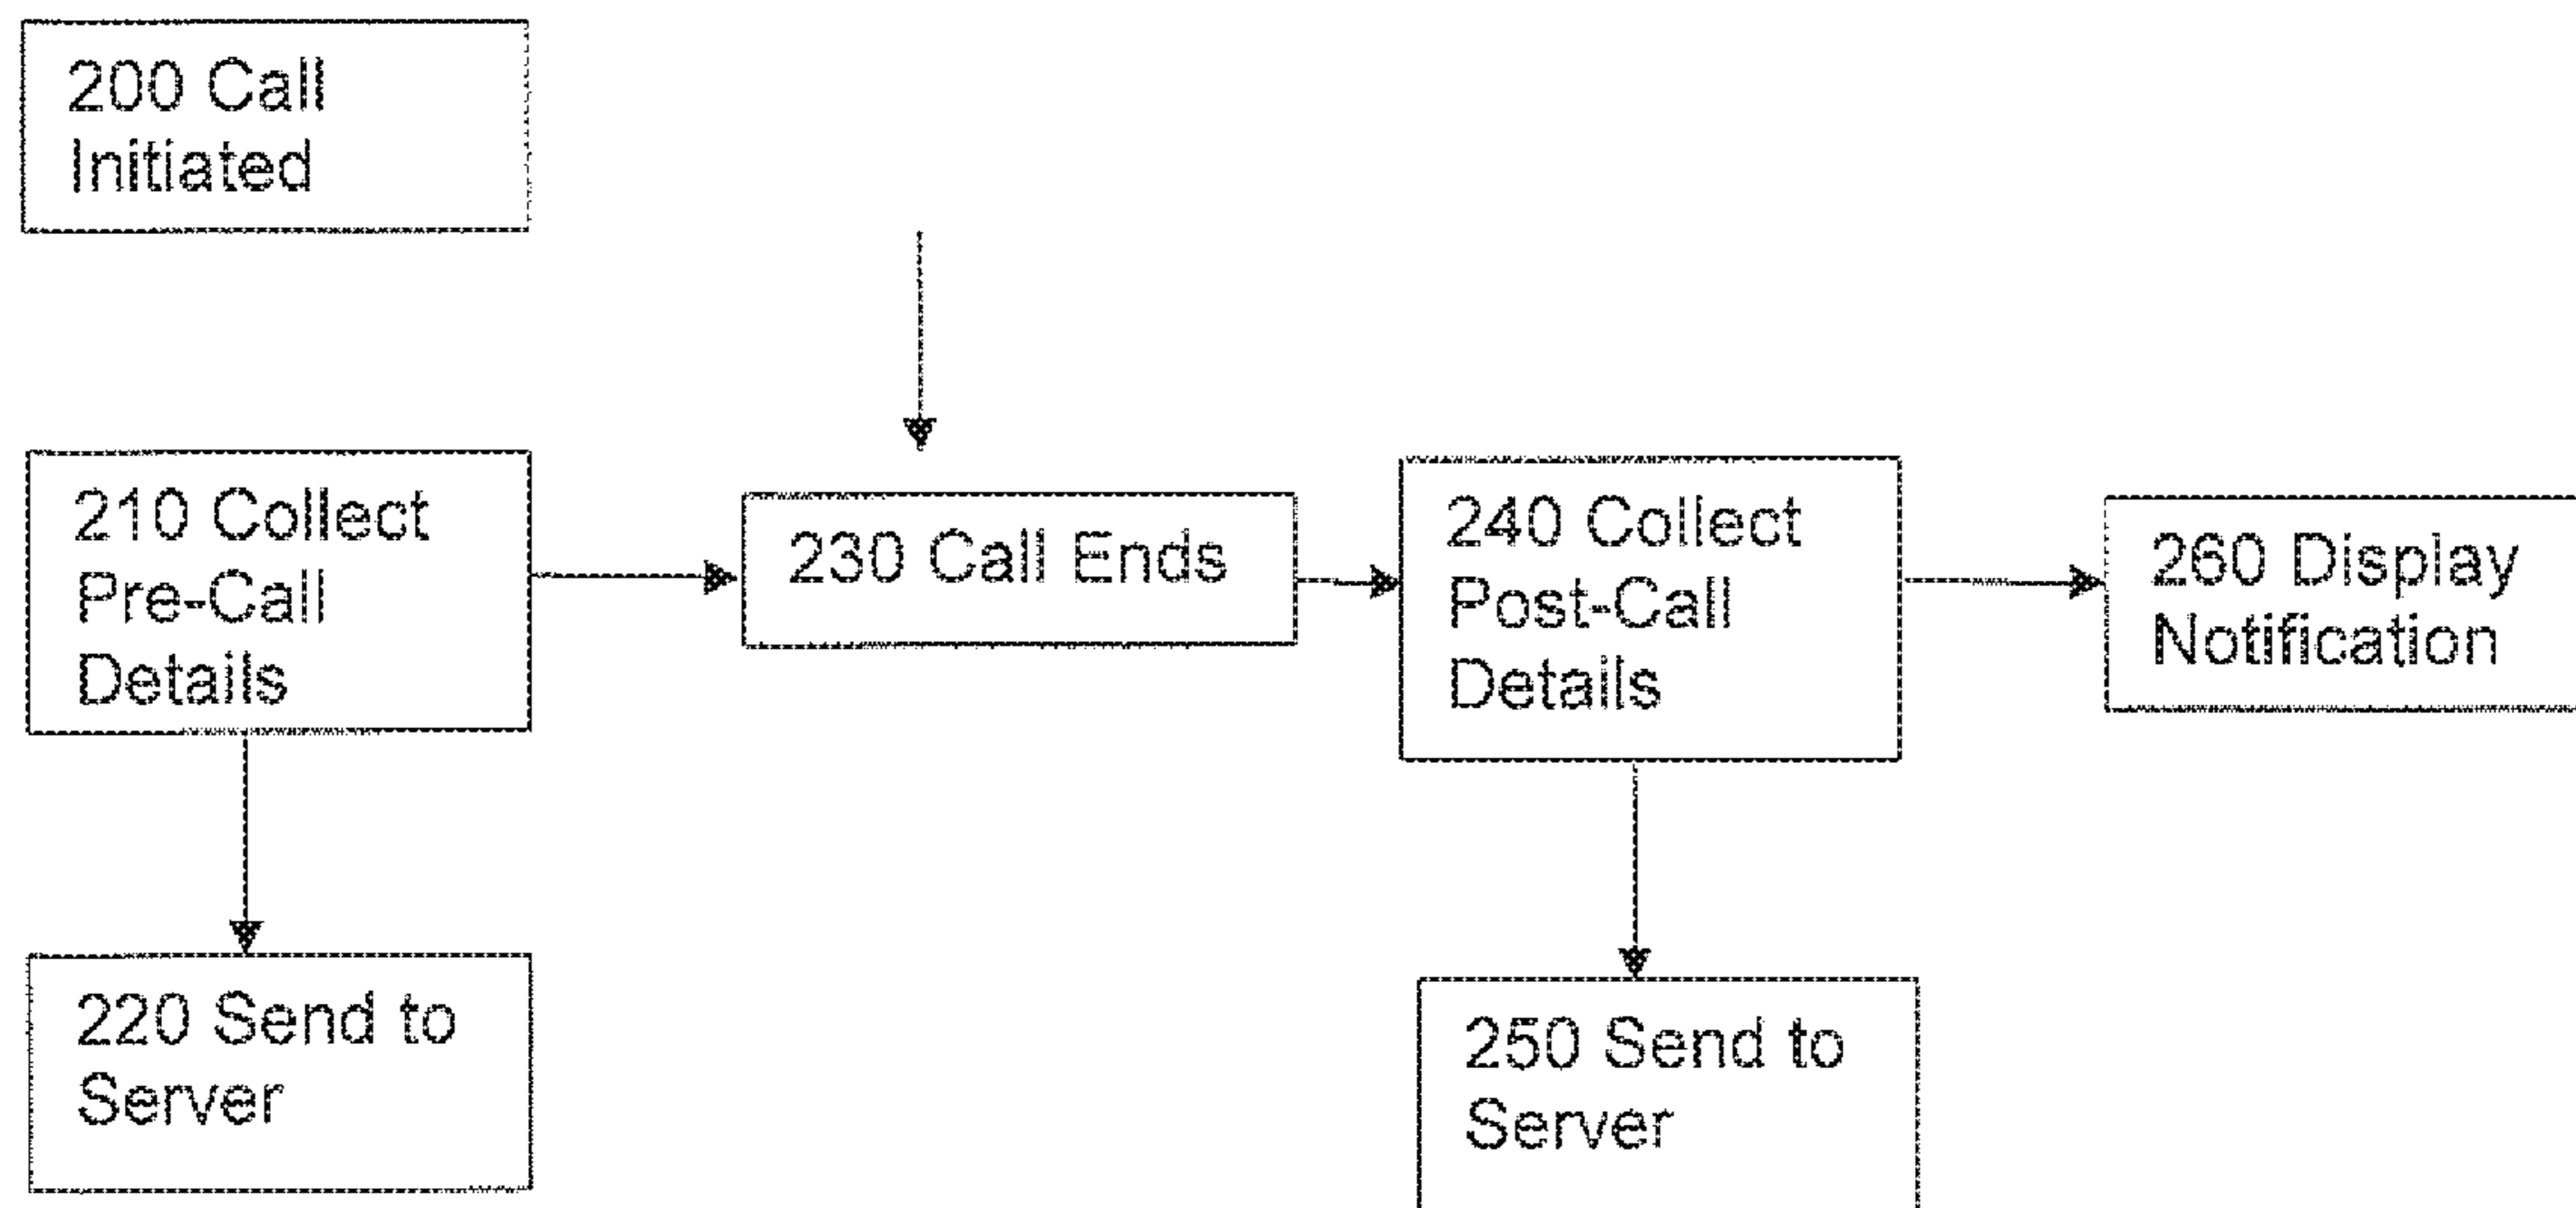 200 Call
Initiated
210 Collect
Pre-Call
Details
230 Call Ends
240 Collect
Post-Call
Details
260 Display
Notification
220 Send to
Server
250 Send to
Server